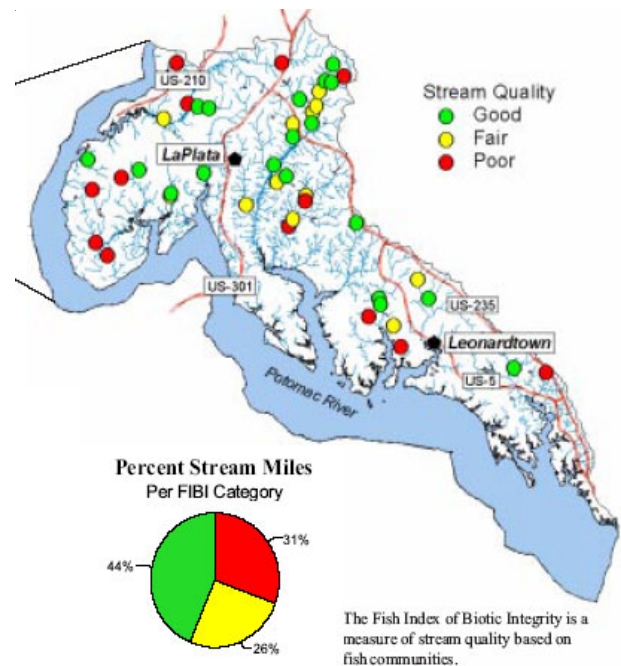 US-210
Stream Quality
Good
Fair
Poor
LaPlata
US-301
US-235
Leonardtown
US-5
Potomac River
Percent Stream Miles
Per FIBI Category
31%
44%
26%
The Fish Index of Biotic Integrity is a
measure of stream quality based on
fish communities.